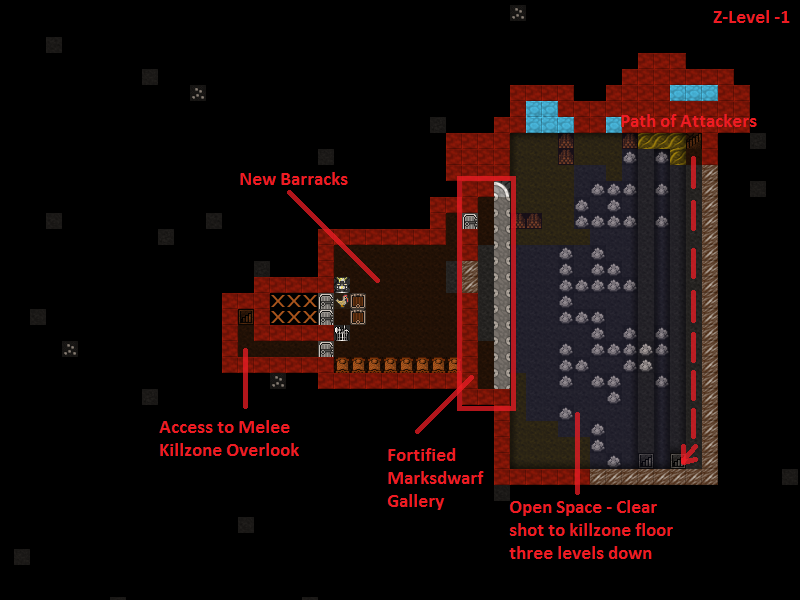 Z-Level -1
Path of Attackers
New Barracks
Access to Melee
Killzone Overlook
Fortified
Marksdwarf
Gallery
Open Space - Clear
shot to killzone floor
three levels down